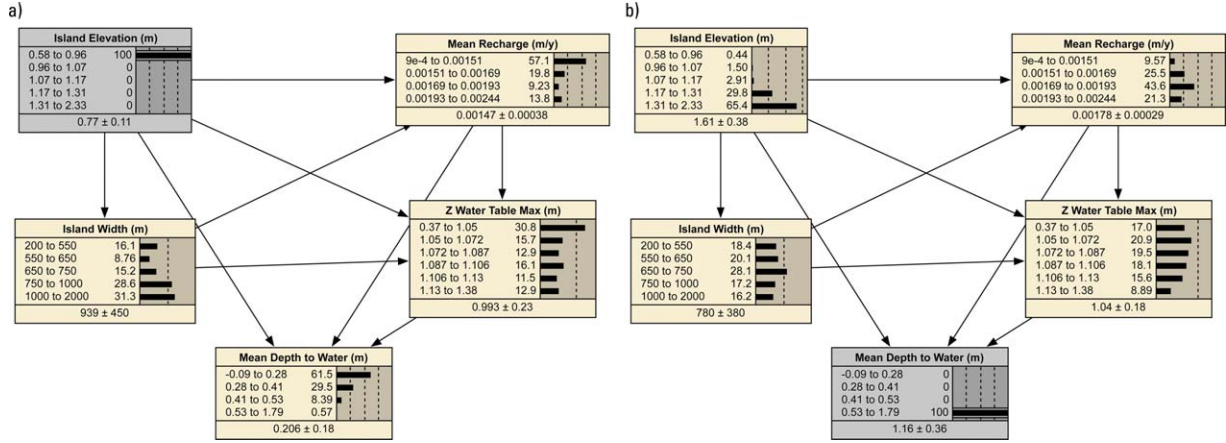 a)
Island Elevation (m)
0.58 to 0.96 100
0.96 to 1.07 0
1.07 to 1.17 0
1.17 to 1.31 0
1.31 to 2.33 0
0.77 ± 0.11
Mean Recharge (m/y)
9e-4 to 0.00151 57.1
0.00151 to 0.00169 19.8
0.00169 to 0.00193 9.23
0.00193 to 0.00244 13.8
0.00147 ± 0.00038
Island Width (m)
200 to 550 16.1
550 to 650 8.76
650 to 750 15.2
750 to 1000 28.6
1000 to 2000 31.3
939 ± 450
Z Water Table Max (m)
0.37 to 1.05 30.8
1.05 to 1.072 15.7
1.072 to 1.087 12.9
1.087 to 1.106 16.1
1.106 to 1.13 11.5
1.13 to 1.38 12.9
0.993 ± 0.23
Mean Depth to Water (m)
-0.09 to 0.28 61.5
0.28 to 0.41 29.5
0.41 to 0.53 8.39
0.53 to 1.79 0.57
0.206 ± 0.18
b)
Island Elevation (m)
0.58 to 0.96 0.44
0.96 to 1.07 1.50
1.07 to 1.17 2.91
1.17 to 1.31 29.8
1.31 to 2.33 65.4
1.61 ± 0.38
Mean Recharge (m/y)
9e-4 to 0.00151 9.57
0.00151 to 0.00169 25.5
0.00169 to 0.00193 43.6
0.00193 to 0.00244 21.3
0.00178 ± 0.00029
Island Width (m)
200 to 550 18.4
550 to 650 20.1
650 to 750 28.1
750 to 1000 17.2
1000 to 2000 16.2
780 ± 380
Z Water Table Max (m)
0.37 to 1.05 17.0
1.05 to 1.072 20.9
1.072 to 1.087 19.5
1.087 to 1.106 18.1
1.106 to 1.13 15.6
1.13 to 1.38 8.89
1.04 ± 0.18
Mean Depth to Water (m)
-0.09 to 0.28 0
0.28 to 0.41 0
0.41 to 0.53 0
0.53 to 1.79 100
1.16 ± 0.36